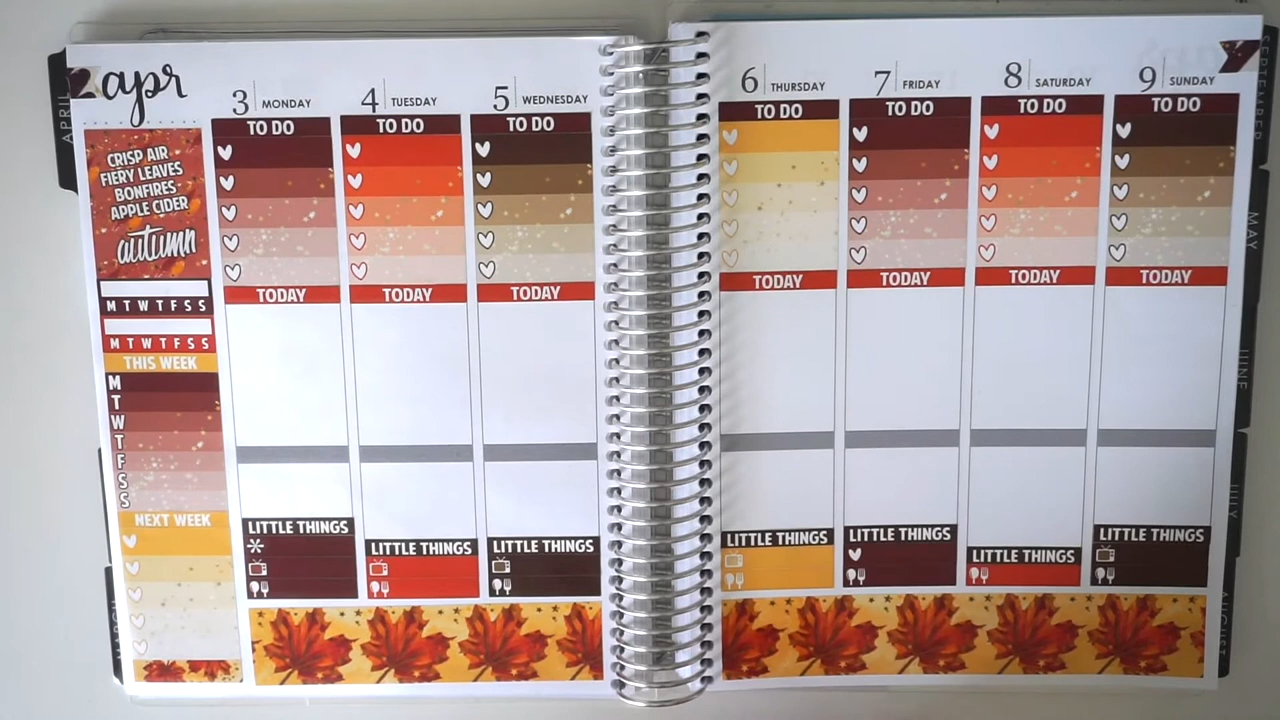 apr
3 MONDAY
4 TUESDAY
5 WEDNESDAY
6 THURSDAY
7 FRIDAY
8 SATURDAY
9 SUNDAY
TO DO
TO DO
TO DO
TO DO
TO DO
TO DO
TO DO
CRISP AIR
FIERY LEAVES
BONFIRES
APPLE CIDER
autumn
M T W T F S S
M T W T F S S
THIS WEEK
M
T
W
T
F
S
S
NEXT WEEK
TODAY
TODAY
TODAY
TODAY
TODAY
TODAY
TODAY
LITTLE THINGS
LITTLE THINGS
LITTLE THINGS
LITTLE THINGS
LITTLE THINGS
LITTLE THINGS
LITTLE THINGS
APRIL
MARCH
SEPTEMBER
MAY
JUNE
JULY
AUGUST